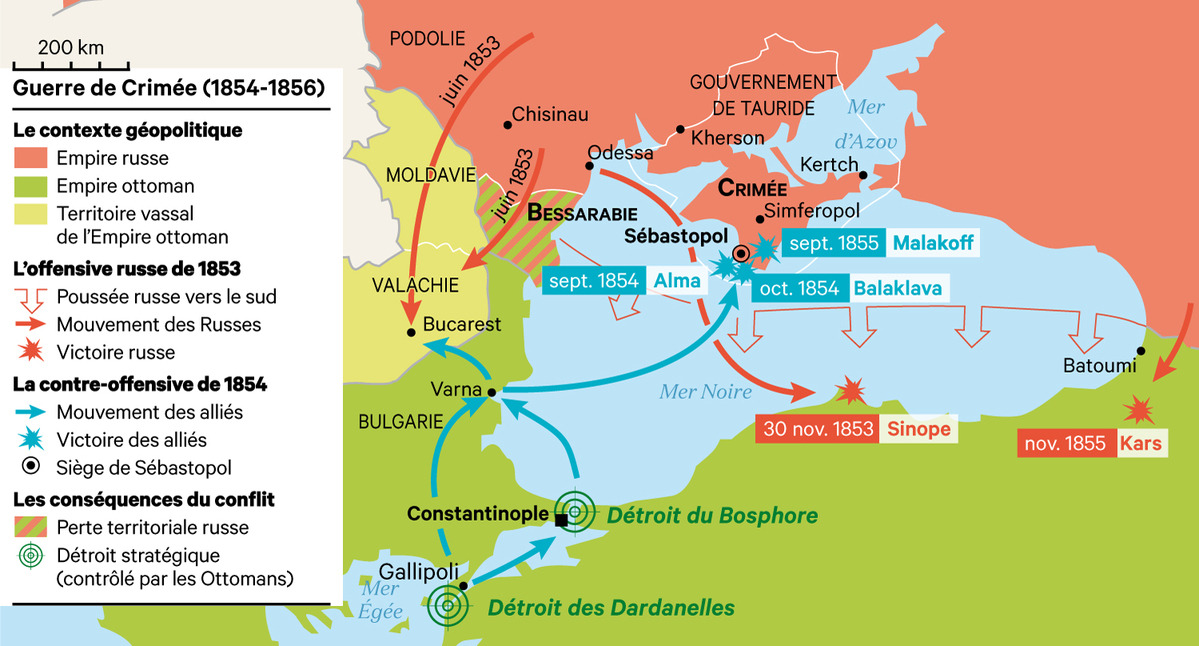 200 km
Guerre de Crimée (1854-1856)
Le contexte géopolitique
Empire russe
Empire ottoman
Territoire vassal
de l'Empire ottoman
L'offensive russe de 1853
Poussée russe vers le sud
Mouvement des Russes
Victoire russe
La contre-offensive de 1854
Mouvement des alliés
Victoire des alliés
Siège de Sébastopol
Les conséquences du conflit
Perte territoriale russe
Détroit stratégique
(contrôlé par les Ottomans)
PODOLIE
juin 1853
Chisinau
GOUVERNEMENT
DE TAURIDE
Mer
d'Azov
Kherson
Odessa
Kertch
MOLDAVIE
juin 1853
CRIMÉE
BESSARABIE
Simferopol
Sébastopol
sept. 1855 Malakoff
sept. 1854 Alma
oct. 1854 Balaklava
VALACHIE
Bucarest
Batoumi
Varna
Mer Noire
BULGARIE
30 nov. 1853 Sinope
nov. 1855 Kars
Constantinople
Détroit du Bosphore
Gallipoli
Mer
Égée
Détroit des Dardanelles